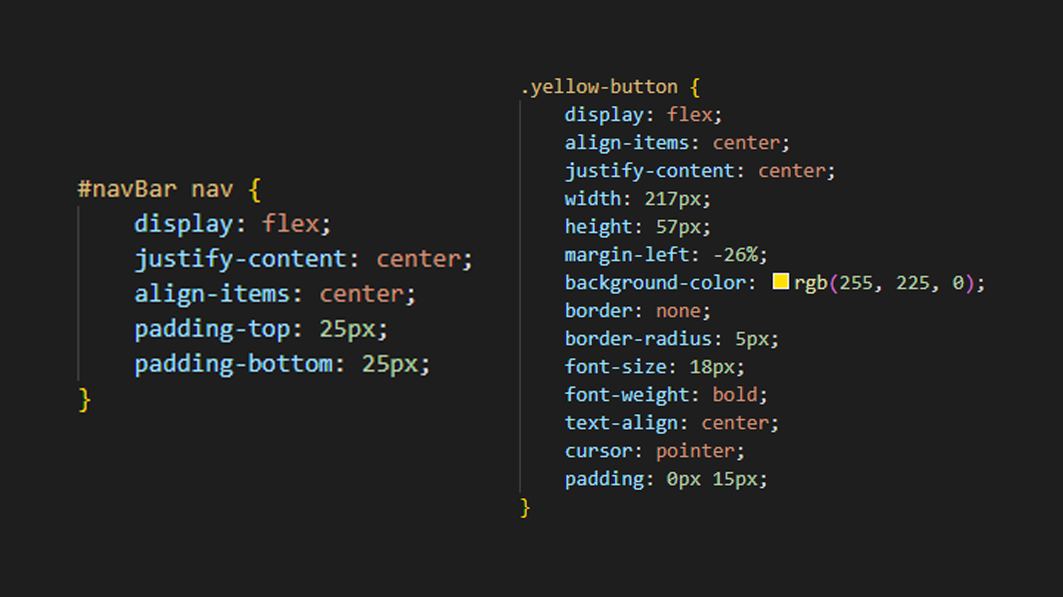 #navBar nav {
    display: flex;
    justify-content: center;
    align-items: center;
    padding-top: 25px;
    padding-bottom: 25px;
}
.yellow-button {
    display: flex;
    align-items: center;
    justify-content: center;
    width: 217px;
    height: 57px;
    margin-left: -26%;
    background-color: rgb(255, 225, 0);
    border: none;
    border-radius: 5px;
    font-size: 18px;
    font-weight: bold;
    text-align: center;
    cursor: pointer;
    padding: 0px 15px;
}